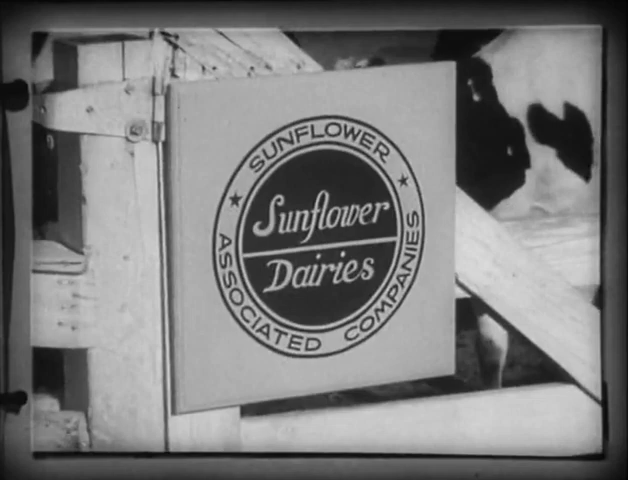 SUNFLOWER
Sunflower
Dairies
ASSOCIATED COMPANIES